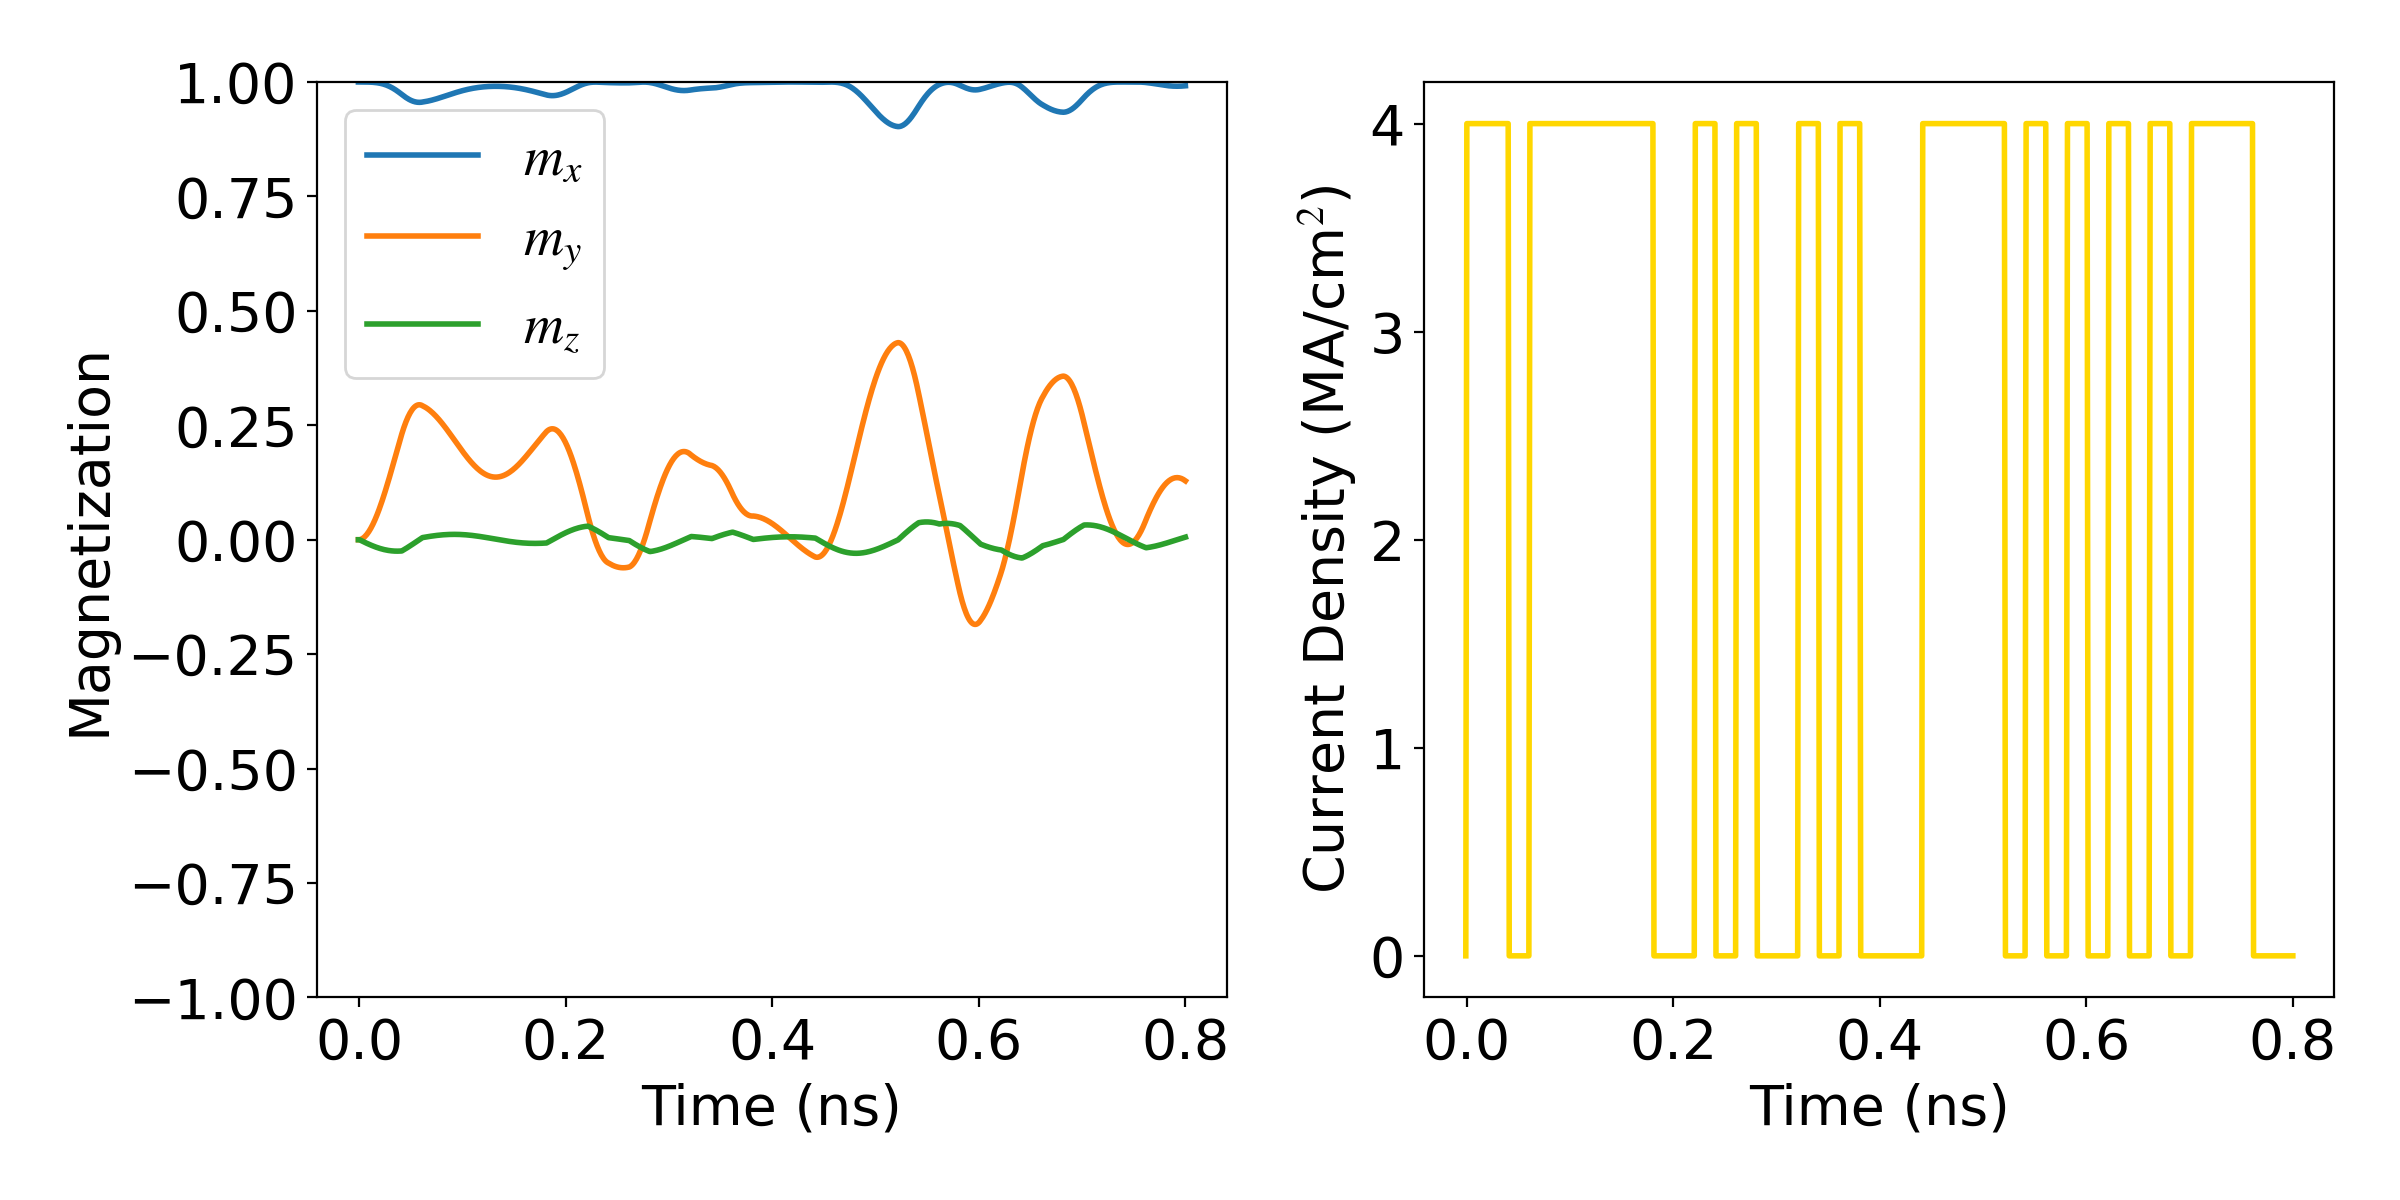 1.00
0.75
0.50
0.25
0.00
−0.25
−0.50
−0.75
−1.00
Magnetization
m_x
m_y
m_z
0.0 0.2 0.4 0.6 0.8
Time (ns)
4
3
2
1
0
Current Density (MA/cm²)
0.0 0.2 0.4 0.6 0.8
Time (ns)